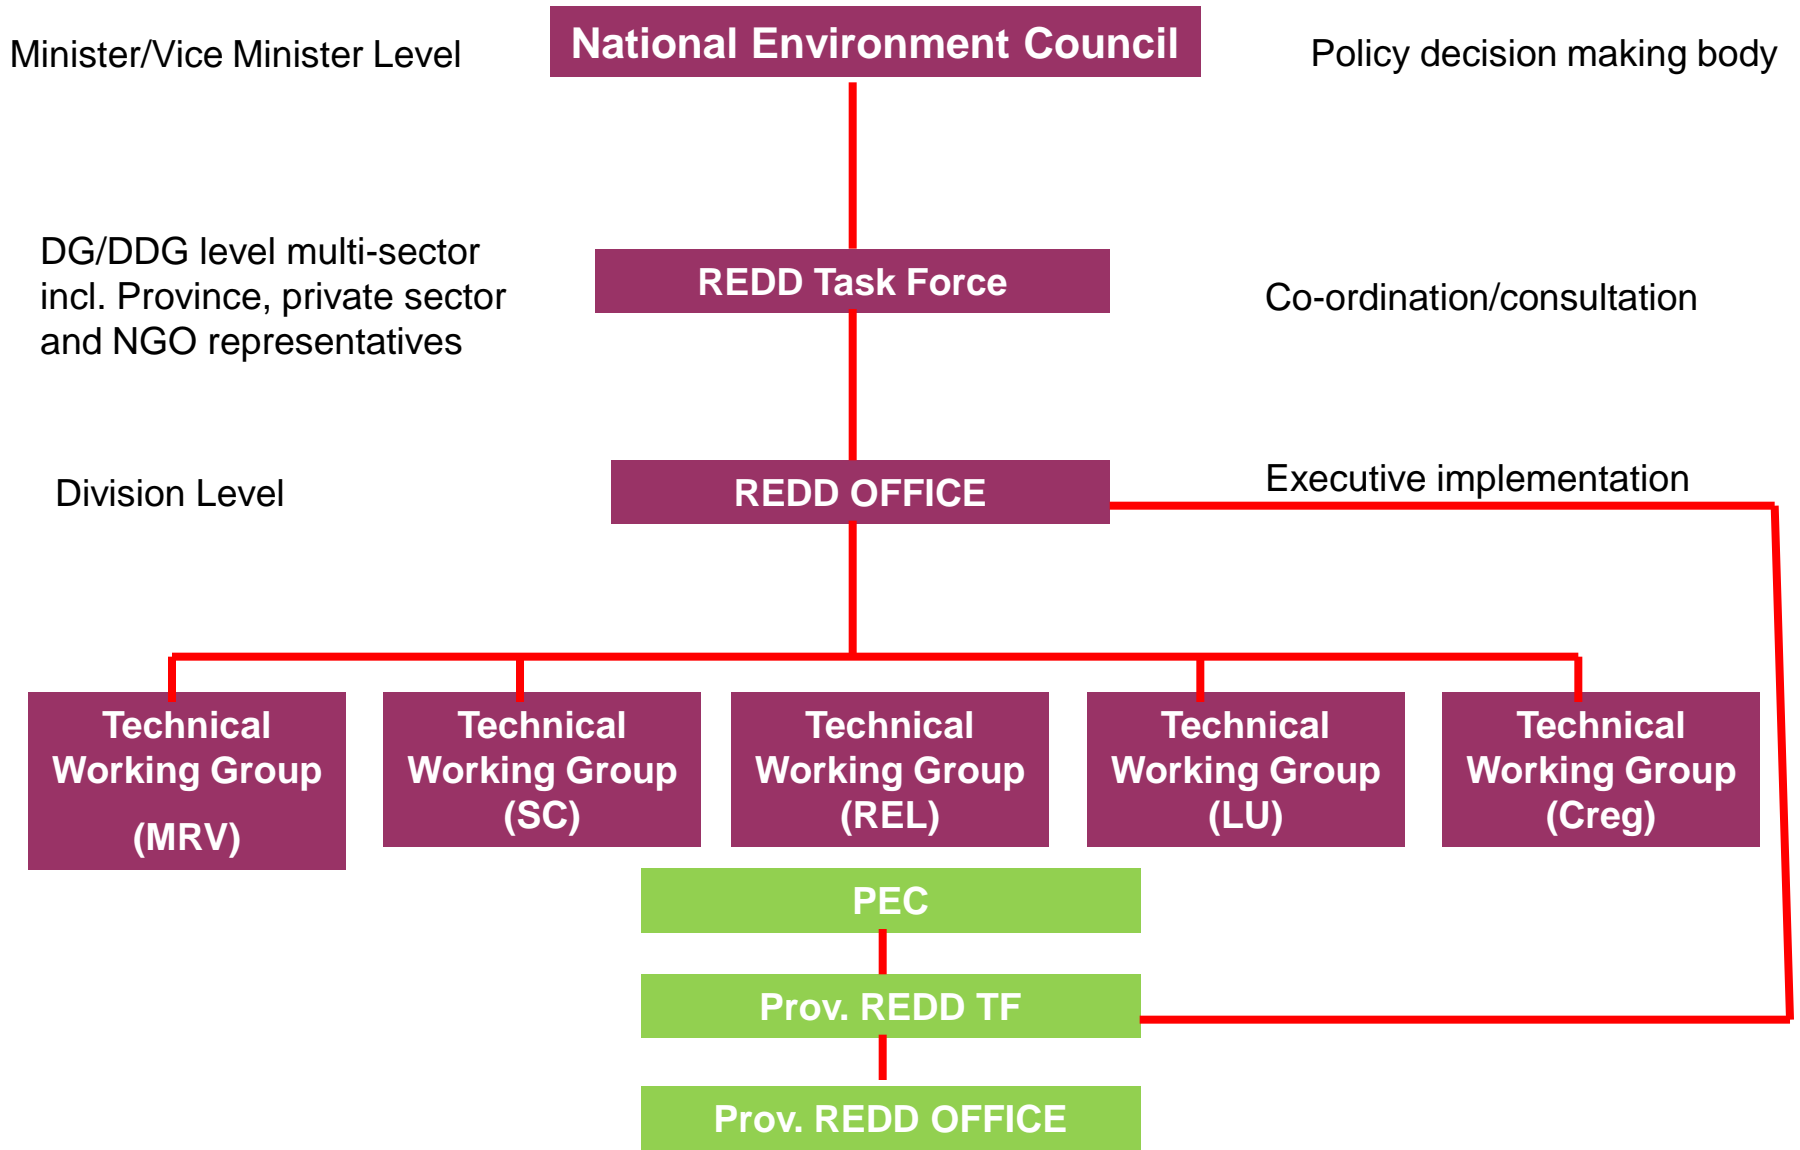 Minister/Vice Minister Level
National Environment Council
Policy decision making body
DG/DDG level multi-sector
incl. Province, private sector
and NGO representatives
REDD Task Force
Co-ordination/consultation
Division Level
REDD OFFICE
Executive implementation
Technical
Working Group
(MRV)
Technical
Working Group
(SC)
Technical
Working Group
(REL)
Technical
Working Group
(LU)
Technical
Working Group
(Creg)
PEC
Prov. REDD TF
Prov. REDD OFFICE